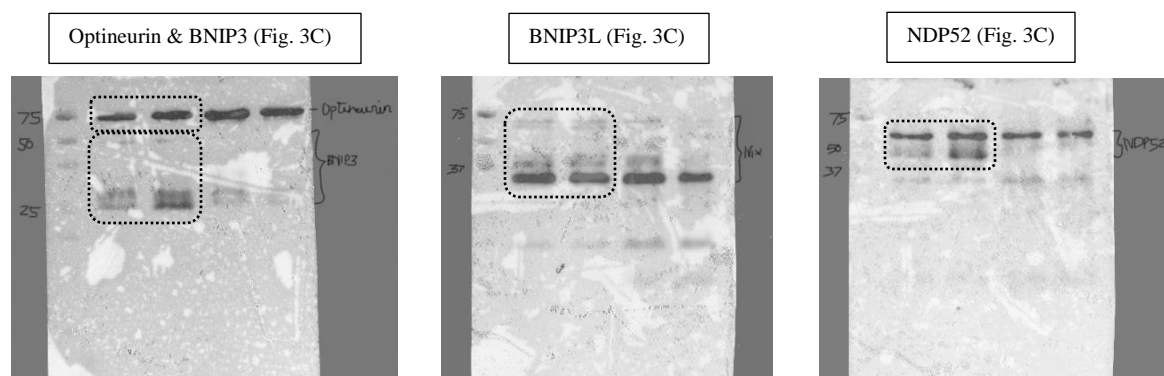 Optineurin & BNIP3 (Fig. 3C)
75
50
25
Optineurin
BNIP3
BNIP3L (Fig. 3C)
75
37
Nix
NDP52 (Fig. 3C)
75
50
37
NDP52